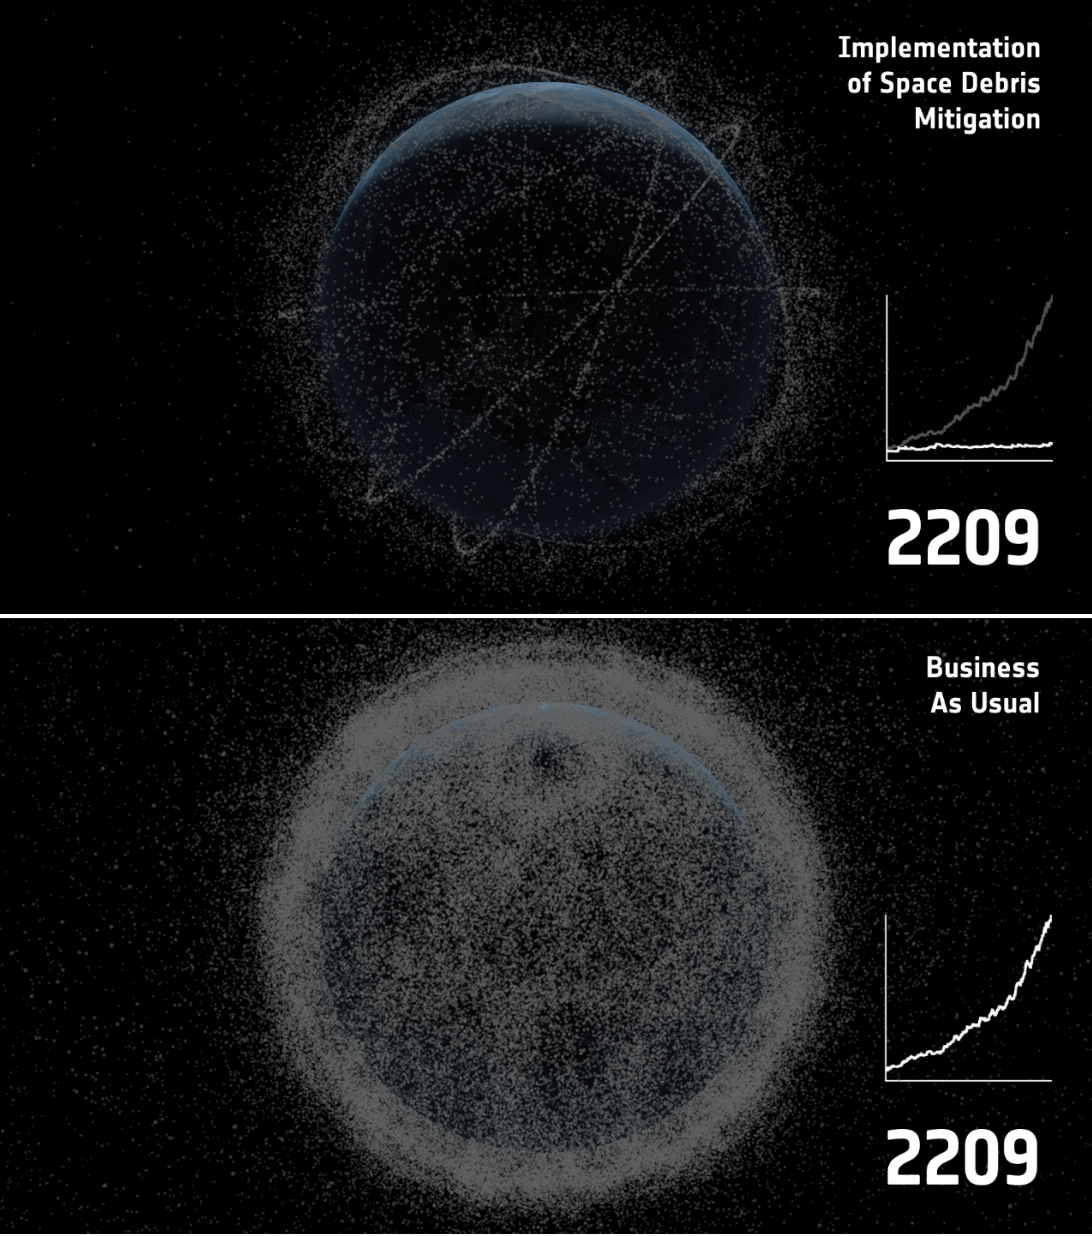 Implementation
of Space Debris
Mitigation
2209
Business
As Usual
2209